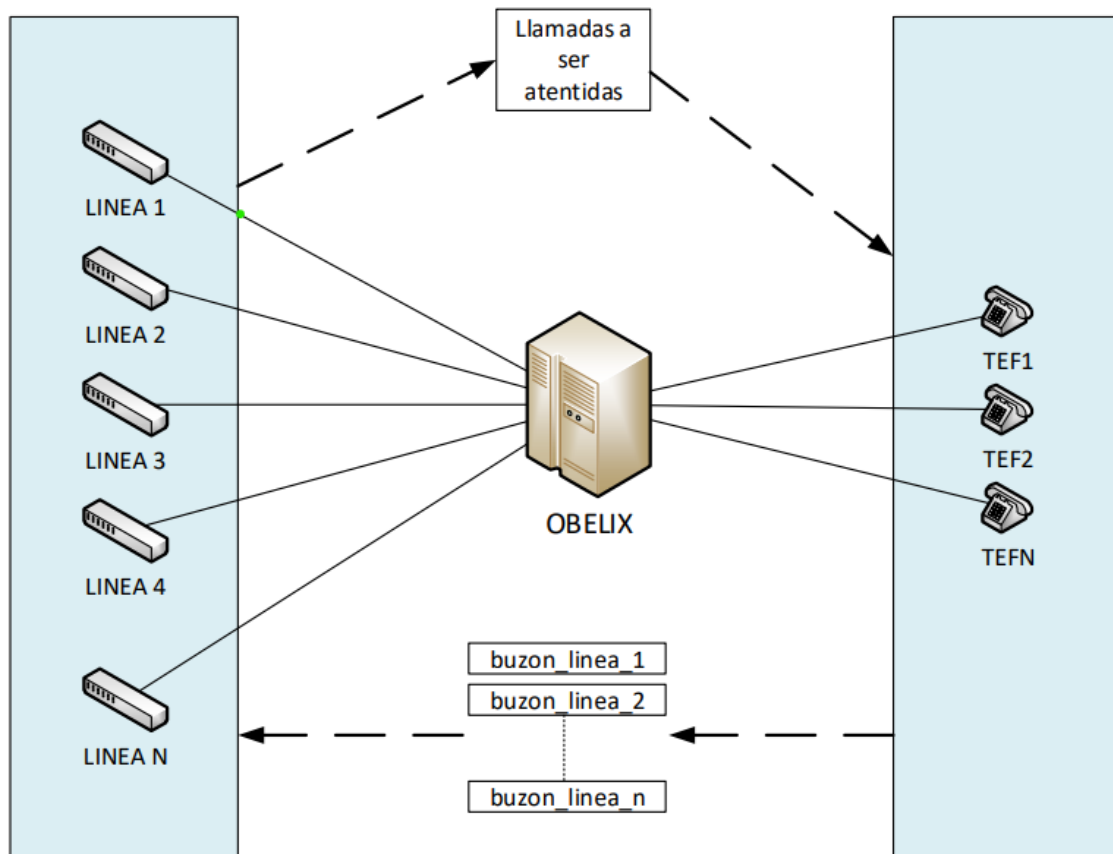 Llamadas a
ser
atentidas
LINEA 1
LINEA 2
LINEA 3
LINEA 4
LINEA N
OBELIX
TEF1
TEF2
TEFN
buzon_linea_1
buzon_linea_2
buzon_linea_n